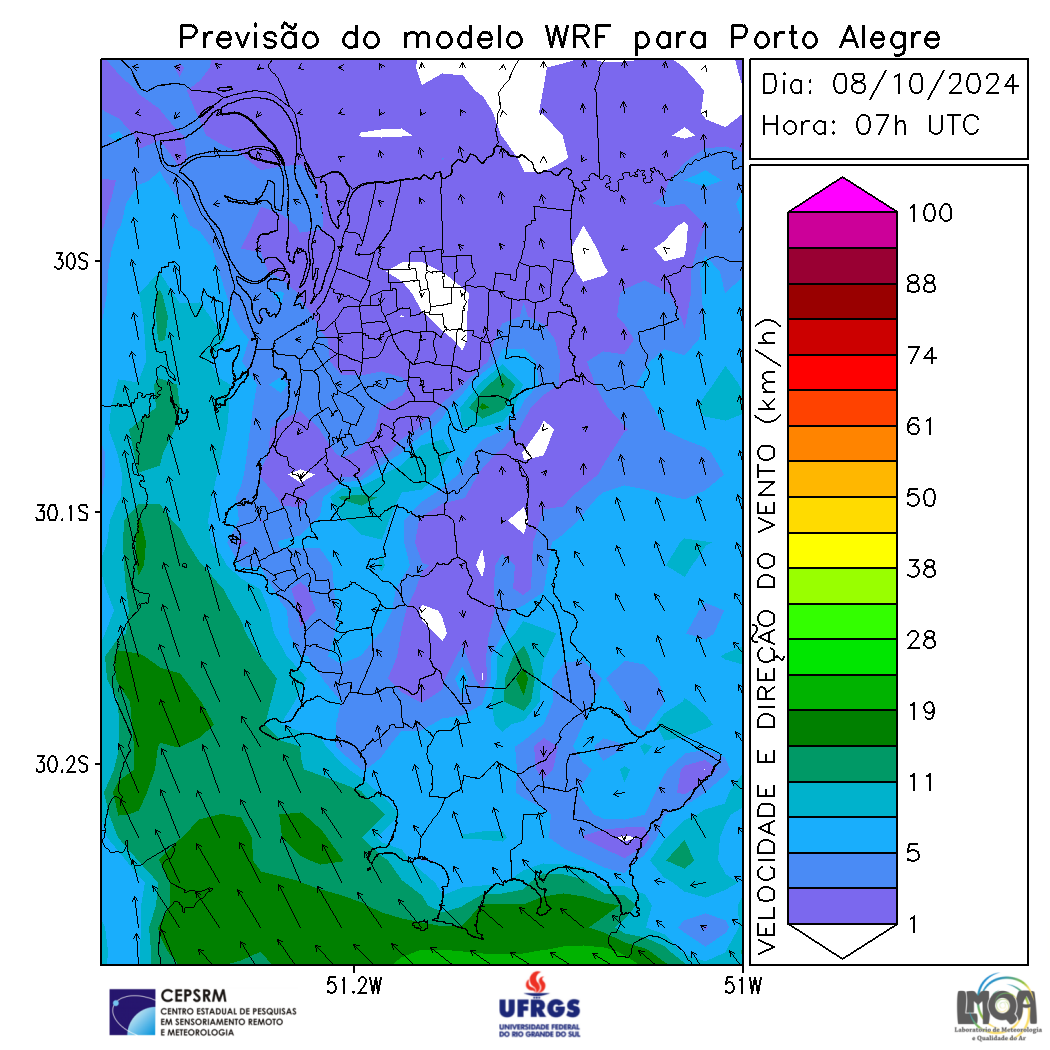 Previsão do modelo WRF para Porto Alegre
Dia: 08/10/2024
Hora: 07h UTC
30S
30.1S
30.2S
51.2W
51W
VELOCIDADE E DIREÇÃO DO VENTO (km/h)
100
88
74
61
50
38
28
19
11
5
1
CEPSRM
CENTRO ESTADUAL DE PESQUISAS
EM SENSORIAMENTO REMOTO
E METEOROLOGIA
UFRGS
UNIVERSIDADE FEDERAL
DO RIO GRANDE DO SUL
LMQA
Laboratório de Meteorologia
e Qualidade do Ar